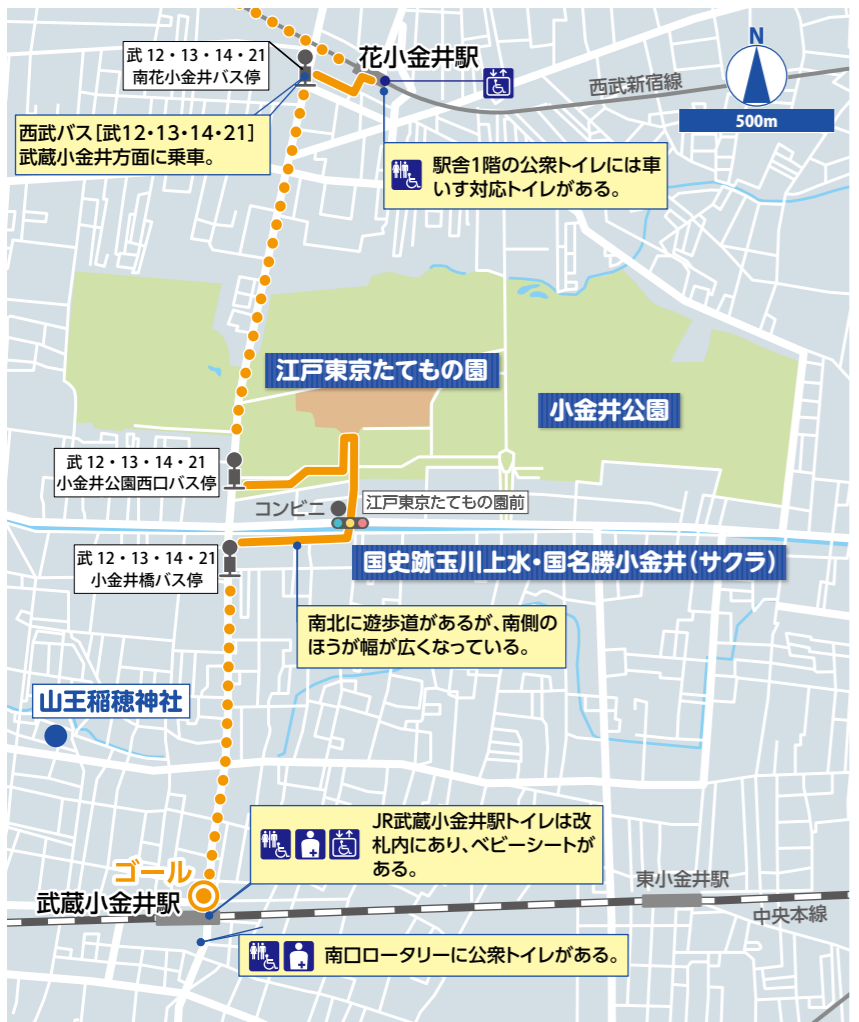 武 12・13・14・21
南花小金井バス停
花小金井駅
N
500m
西武新宿線
西武バス[武12・13・14・21]
武蔵小金井方面に乗車。
駅舎1階の公衆トイレには車
いす対応トイレがある。
江戸東京たてもの園
小金井公園
武 12・13・14・21
小金井公園西口バス停
コンビニ
江戸東京たてもの園前
武 12・13・14・21
小金井橋バス停
国史跡玉川上水・国名勝小金井(サクラ)
南北に遊歩道があるが、南側の
ほうが幅が広くなっている。
山王稲穂神社
JR武蔵小金井駅トイレは改
札内にあり、ベビーシートが
ある。
ゴール
武蔵小金井駅
東小金井駅
中央本線
南口ロータリーに公衆トイレがある。